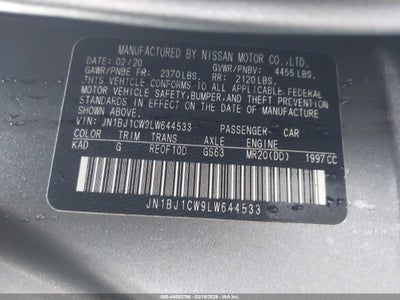 MANUFACTURED BY NISSAN MOTOR CO.,LTD.
DATE: 02/20 GVWR/PNBV: 4455 LBS.
GAWR/PNBE FR: 2370LBS. RR: 2120LBS.
THIS VEHICLE CONFORMS TO ALL APPLICABLE FEDERAL
MOTOR VEHICLE SAFETY, BUMPER, AND THEFT
PREVENTION STANDARDS IN EFFECT ON THE DATE OF MANUFACTURE
SHOWN ABOVE.
VIN: JN1BJ1CW9LW644533 PASSENGER CAR
COLOR TRIM TRANS AXLE ENGINE
KAD G RE0F10D GS63 MR20(DD) 1997CC
JN1BJ1CW9LW644533